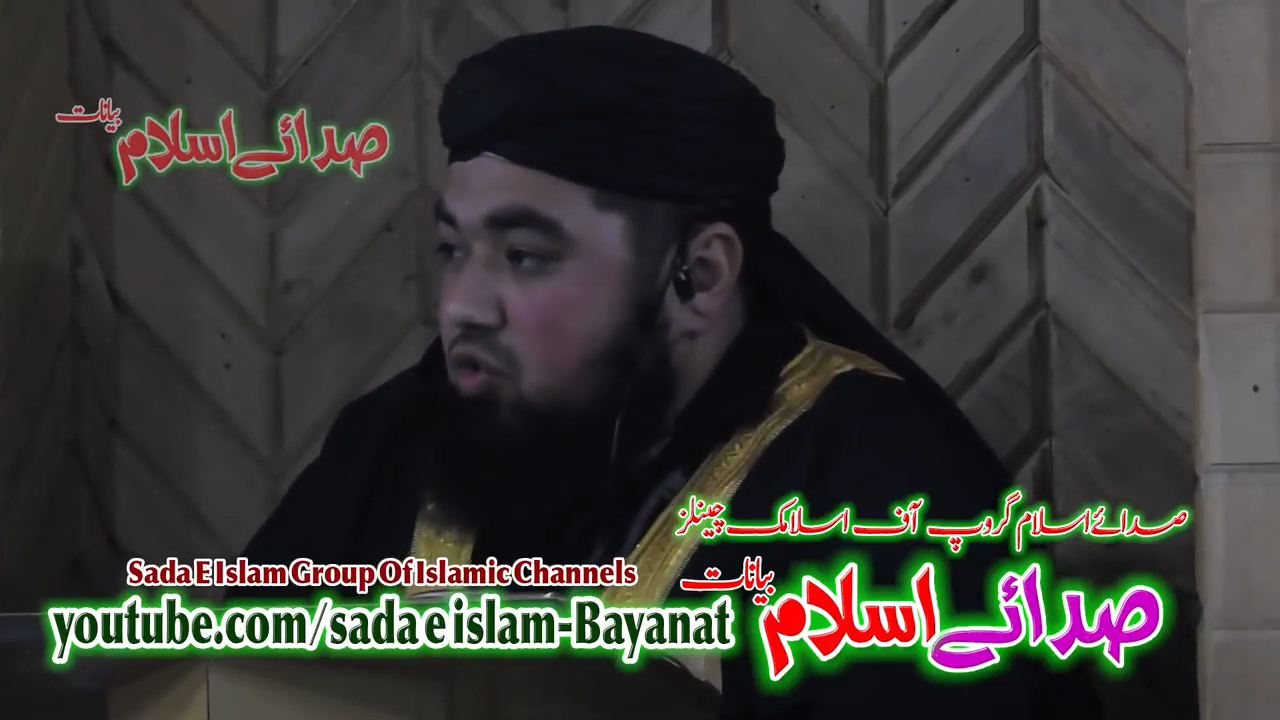 صدائے اسلام بیانات
صدائے اسلام گروپ آف اسلامک چینلز
صدائے اسلام بیانات
Sada E Islam Group Of Islamic Channels
youtube.com/sada e islam-Bayanat